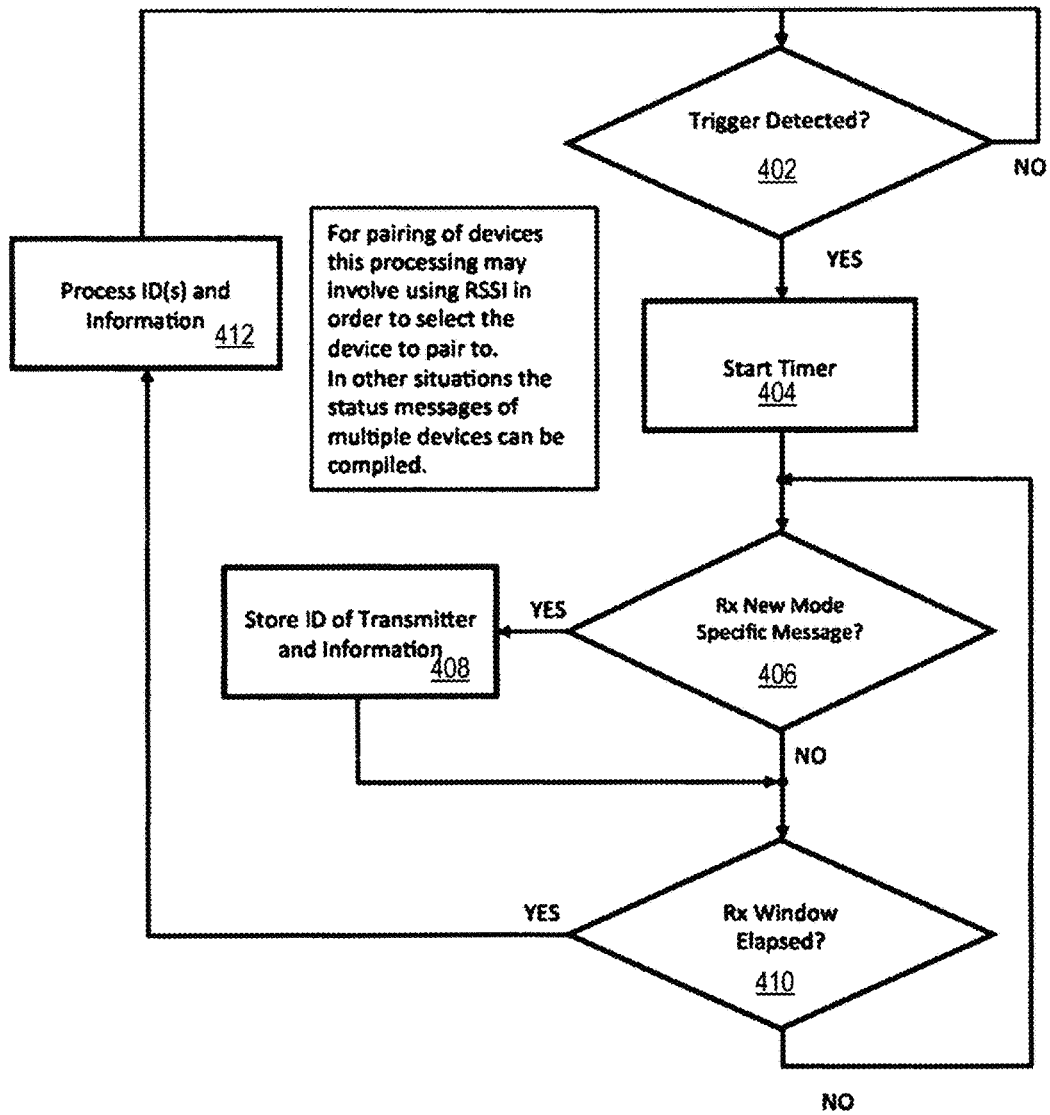 Trigger Detected?
402
NO
YES
Process ID(s) and
Information
412
For pairing of devices
this processing may
involve using RSSI in
order to select the
device to pair to.
In other situations the
status messages of
multiple devices can be
compiled.
Start Timer
404
Rx New Mode
Specific Message?
406
YES
Store ID of Transmitter
and Information
408
NO
Rx Window
Elapsed?
410
YES
NO